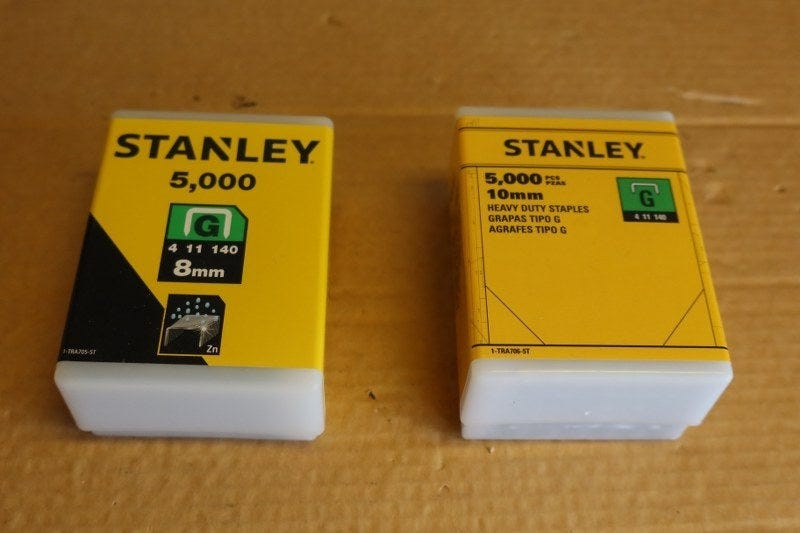 STANLEY
5,000
G
4 11 140
8mm
Zn
1-TRA705-5T
STANLEY
5,000 PCS
PZAS
10mm
HEAVY DUTY STAPLES
GRAPAS TIPO G
AGRAFES TIPO G
G
4 11 140
1-TRA706-5T